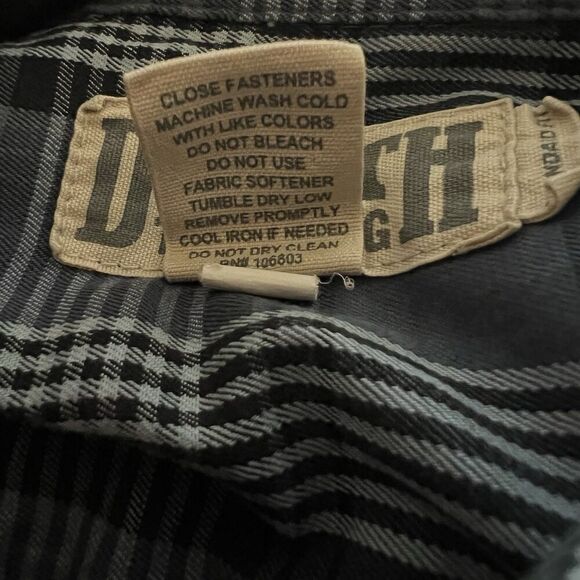 CLOSE FASTENERS
MACHINE WASH COLD
WITH LIKE COLORS
DO NOT BLEACH
DO NOT USE
FABRIC SOFTENER
TUMBLE DRY LOW
REMOVE PROMPTLY
COOL IRON IF NEEDED
DO NOT DRY CLEAN
RN# 106603